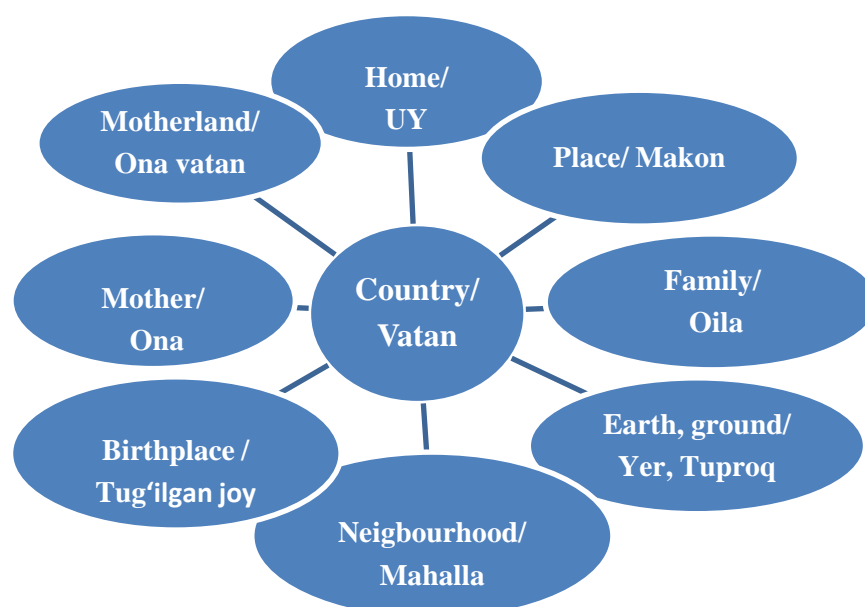 Home/
UY
Motherland/
Ona vatan
Place/ Makon
Mother/
Ona
Country/
Vatan
Family/
Oila
Birthplace /
Tug‘ilgan joy
Earth, ground/
Yer, Tuproq
Neigbourhood/
Mahalla